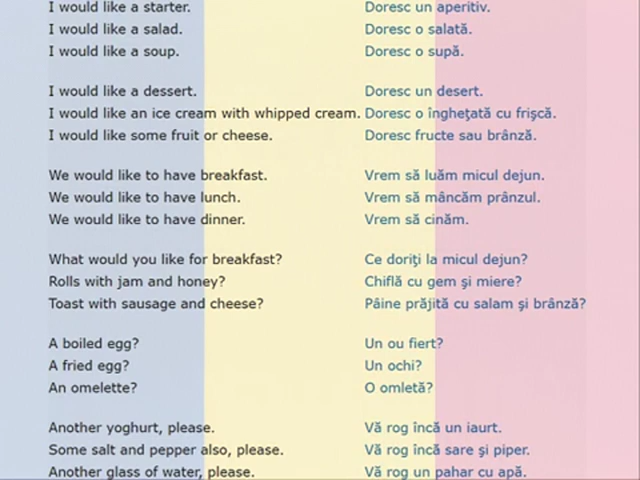 I would like a starter. Doresc un aperitiv.
I would like a salad. Doresc o salată.
I would like a soup. Doresc o supă.
I would like a dessert. Doresc un desert.
I would like an ice cream with whipped cream. Doresc o îngheţată cu frişcă.
I would like some fruit or cheese. Doresc fructe sau brânză.
We would like to have breakfast. Vrem să luăm micul dejun.
We would like to have lunch. Vrem să mâncăm prânzul.
We would like to have dinner. Vrem să cinăm.
What would you like for breakfast? Ce doriţi la micul dejun?
Rolls with jam and honey? Chiflă cu gem şi miere?
Toast with sausage and cheese? Pâine prăjită cu salam şi brânză?
A boiled egg? Un ou fiert?
A fried egg? Un ochi?
An omelette? O omletă?
Another yoghurt, please. Vă rog încă un iaurt.
Some salt and pepper also, please. Vă rog încă sare şi piper.
Another glass of water, please. Vă rog un pahar cu apă.